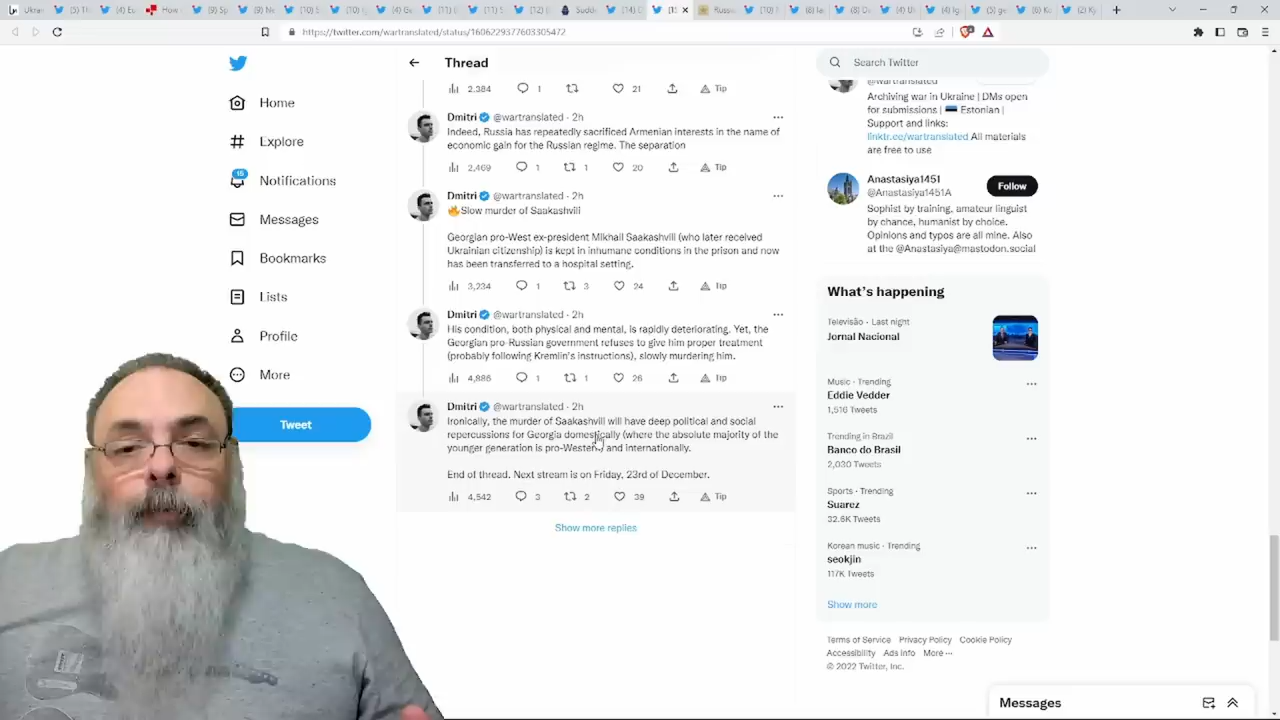 https://twitter.com/wartranslated/status/1606229377603305472
Home
Explore
15
Notifications
Messages
Bookmarks
Lists
Profile
More
Tweet
Thread
2,384 1 21 Tip
Dmitri @wartranslated · 2h
Indeed, Russia has repeatedly sacrificed Armenian interests in the name of
economic gain for the Russian regime. The separation
2,469 1 1 20 Tip
Dmitri @wartranslated · 2h
🔥Slow murder of Saakashvili
Georgian pro-West ex-president Mikhail Saakashvili (who later received
Ukrainian citizenship) is kept in inhumane conditions in the prison and now
has been transferred to a hospital setting.
3,234 1 3 24 Tip
Dmitri @wartranslated · 2h
His condition, both physical and mental, is rapidly deteriorating. Yet, the
Georgian pro-Russian government refuses to give him proper treatment
(probably following Kremlin's instructions), slowly murdering him.
4,886 1 1 26 Tip
Dmitri @wartranslated · 2h
Ironically, the murder of Saakashvili will have deep political and social
repercussions for Georgia domestically (where the absolute majority of the
younger generation is pro-Western) and internationally.
End of thread. Next stream is on Friday, 23rd of December.
4,542 3 2 39 Tip
Show more replies
Search Twitter
@wartranslated
Archiving war in Ukraine | DMs open
for submissions | 🇪🇪 Estonian |
Support and links:
linktr.ee/wartranslated All materials
are free to use
Anastasiya1451
@Anastasiya1451A
Follow
Sophist by training, amateur linguist
by chance, humanist by choice.
Opinions and typos are all mine. Also
at the @Anastasiya@mastodon.social
What's happening
Televisão · Last night
Jornal Nacional
Music · Trending
Eddie Vedder
1,516 Tweets
Trending in Brazil
Banco do Brasil
2,030 Tweets
Sports · Trending
Suarez
32.6K Tweets
Korean music · Trending
seokjin
117K Tweets
Show more
Terms of Service Privacy Policy Cookie Policy
Accessibility Ads info More ···
© 2022 Twitter, Inc.
Messages